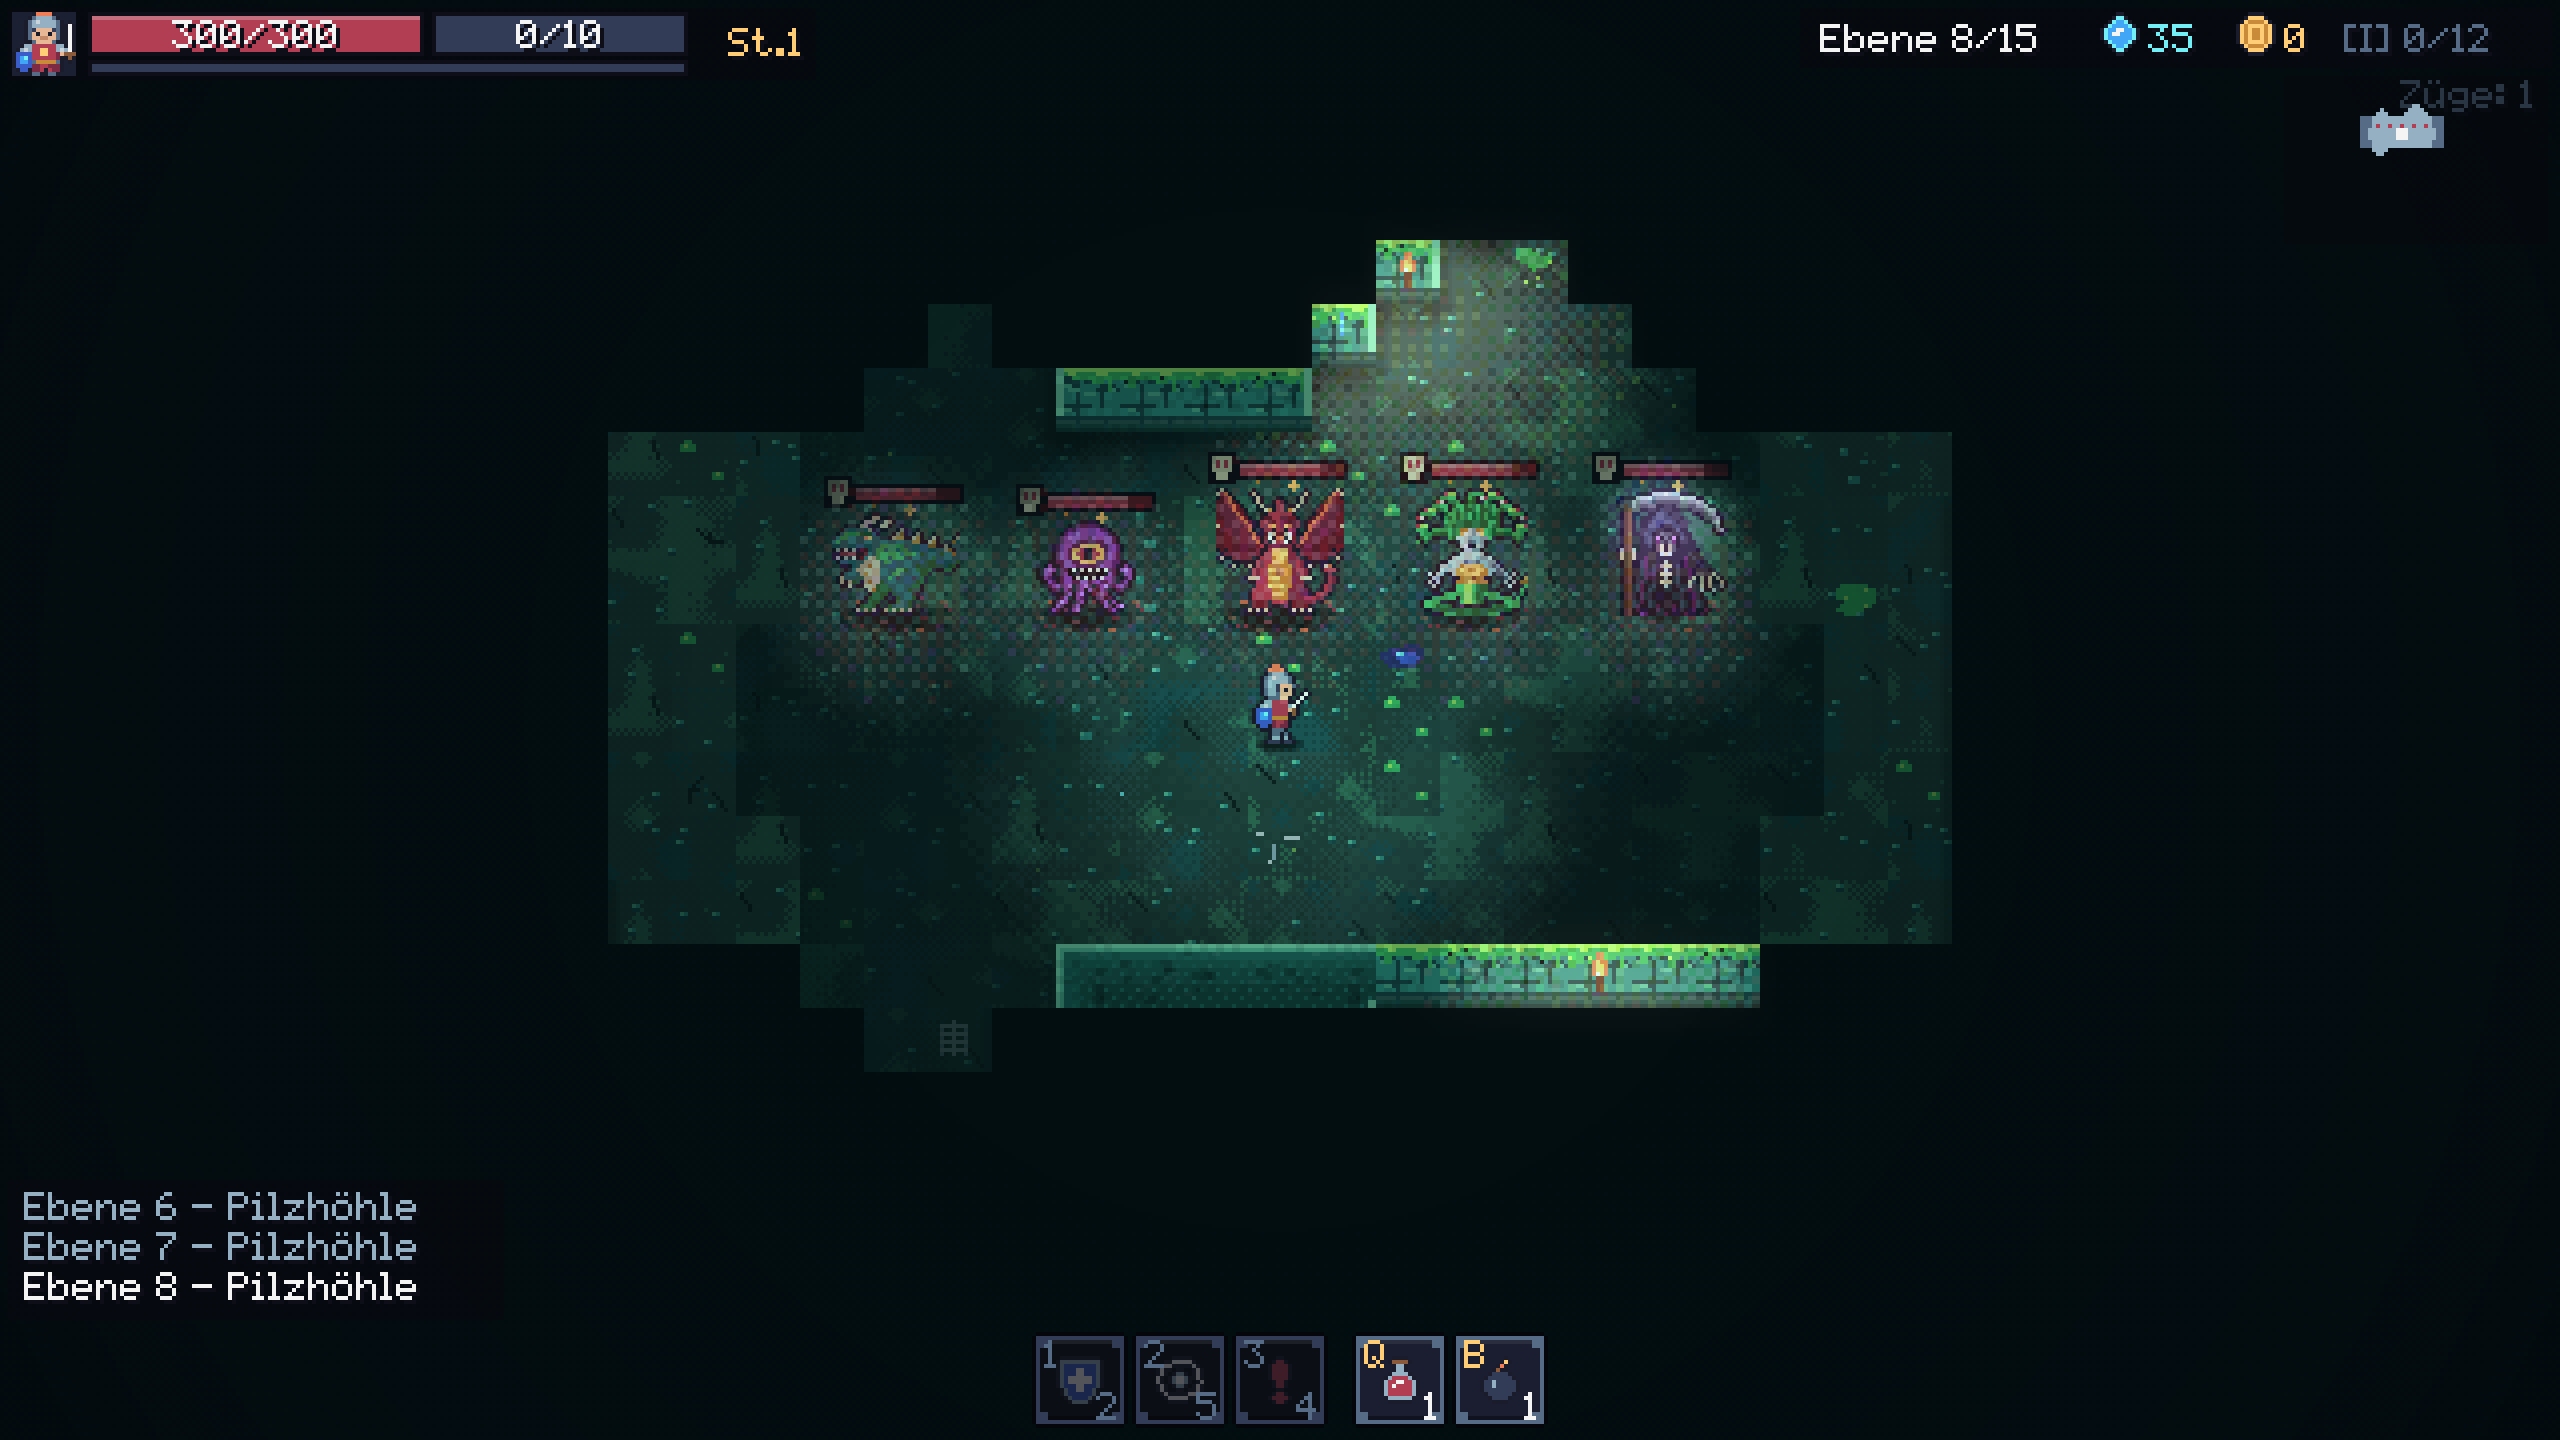 300/300 0/10 St.1 Ebene 8/15 35 0 [I] 0/12
Züge: 1
Ebene 6 - Pilzhöhle
Ebene 7 - Pilzhöhle
Ebene 8 - Pilzhöhle
1 2 3 Q B
2 5 4 1 1